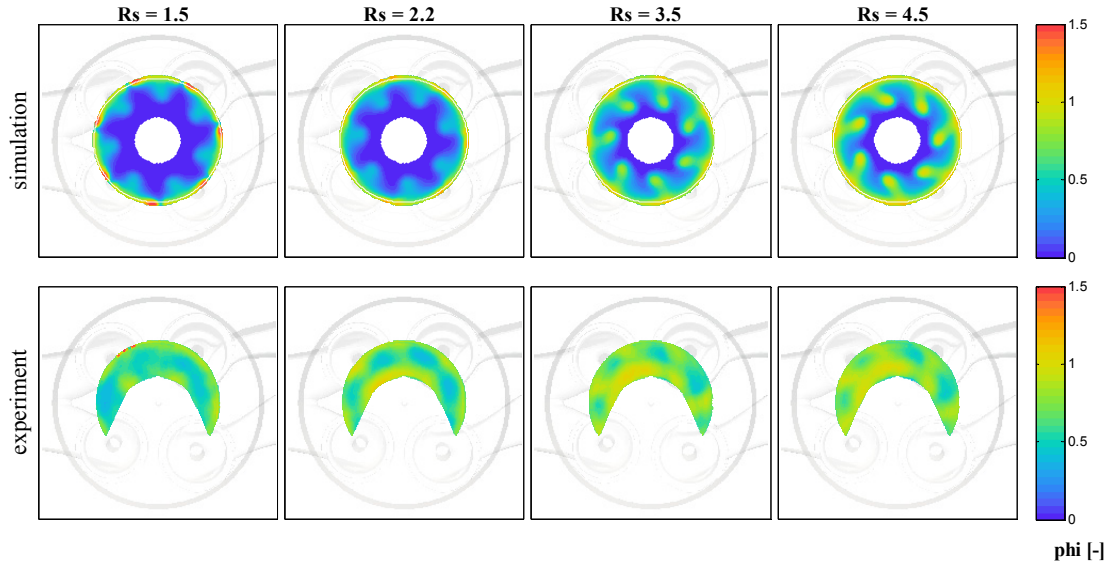 Rs = 1.5 Rs = 2.2 Rs = 3.5 Rs = 4.5
simulation
1.5
1
0.5
0
experiment
1.5
1
0.5
0
phi [-]